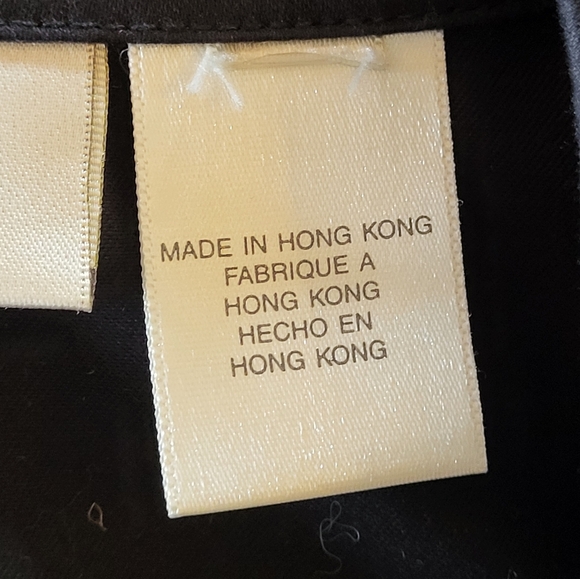 MADE IN HONG KONG
FABRIQUE A
HONG KONG
HECHO EN
HONG KONG